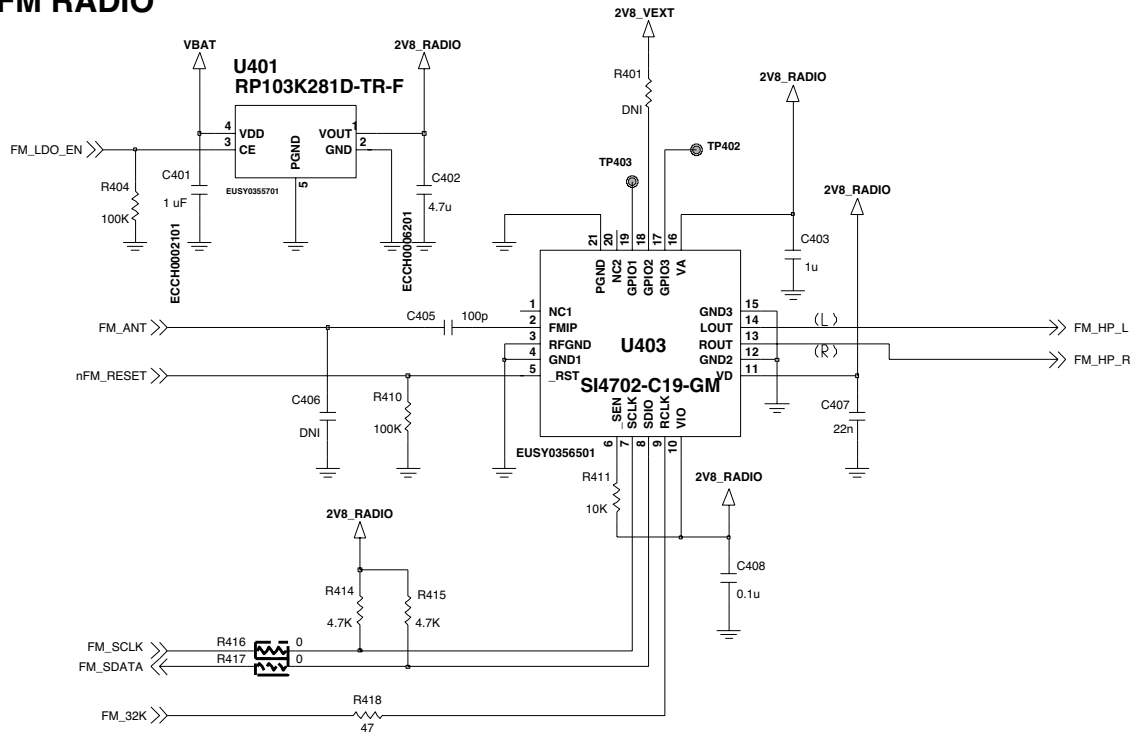 FM RADIO
2V8_VEXT
VBAT
2V8_RADIO
U401
RP103K281D-TR-F
R401
DNI
2V8_RADIO
4 VDD
VOUT 1
3 CE
GND 2
PGND
5
FM_LDO_EN
TP402
TP403
R404
100K
C401
1 uF
EUSY0355701
C402
4.7u
2V8_RADIO
ECCH0002101
ECCH0006201
21 20 19 18 17 16
PGND NC2 GPIO1 GPIO2 GPIO3 VA
C403
1u
C405
100p
1 NC1
GND3 15
FM_ANT
2 FMIP
LOUT 14
(L)
FM_HP_L
3 RFGND
ROUT 13
(R)
4 GND1
U403
GND2 12
FM_HP_R
nFM_RESET
5 _RST
SI4702-C19-GM
VD 11
C406
DNI
R410
100K
_SEN SCLK SDIO RCLK VIO
6 7 8 9 10
C407
22n
EUSY0356501
R411
10K
2V8_RADIO
2V8_RADIO
C408
0.1u
R414
4.7K
R415
4.7K
FM_SCLK
R416
0
FM_SDATA
R417
0
R418
FM_32K
47